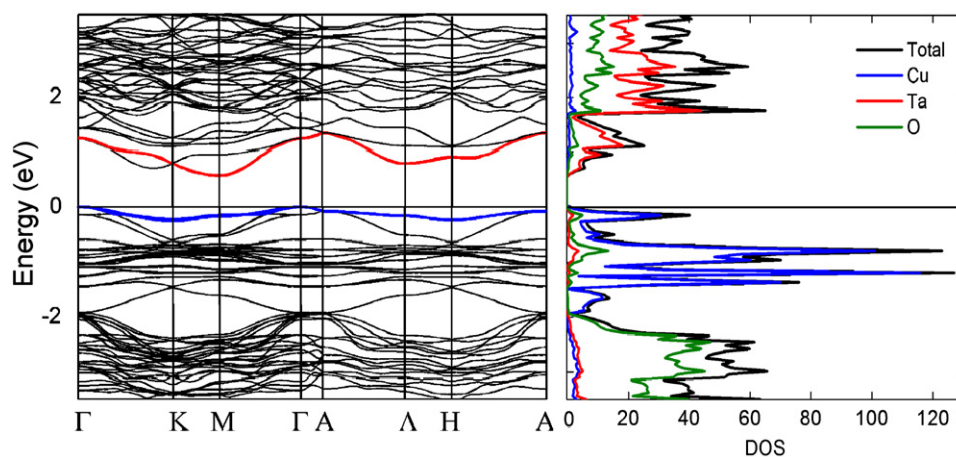 Energy (eV)
2
0
-2
Γ K M Γ A Λ H A
Total
Cu
Ta
O
0 20 40 60 80 100 120
DOS